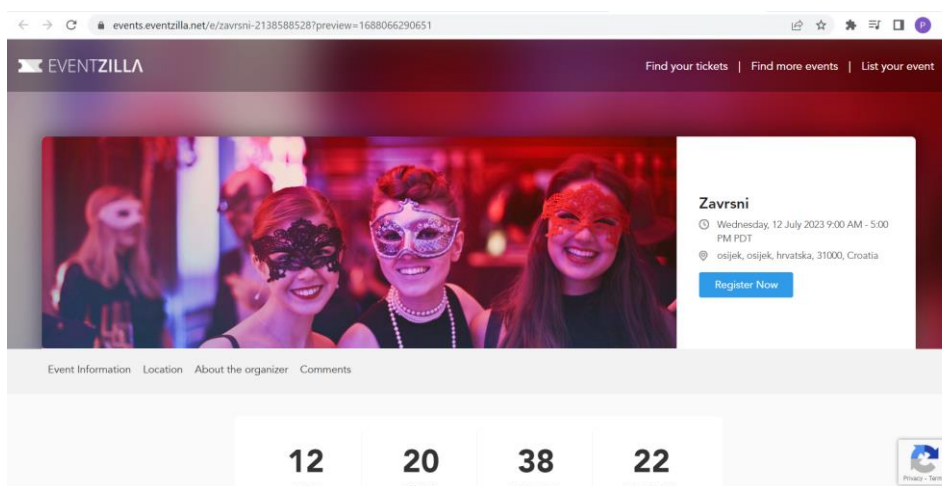 events.eventzilla.net/e/zavrsni-2138588528?preview=1688066290651
P
EVENTZILLA
Find your tickets | Find more events | List your event
Zavrsni
Wednesday, 12 July 2023 9:00 AM - 5:00
PM PDT
osijek, osijek, hrvatska, 31000, Croatia
Register Now
Event Information Location About the organizer Comments
12 20 38 22
Privacy - Term